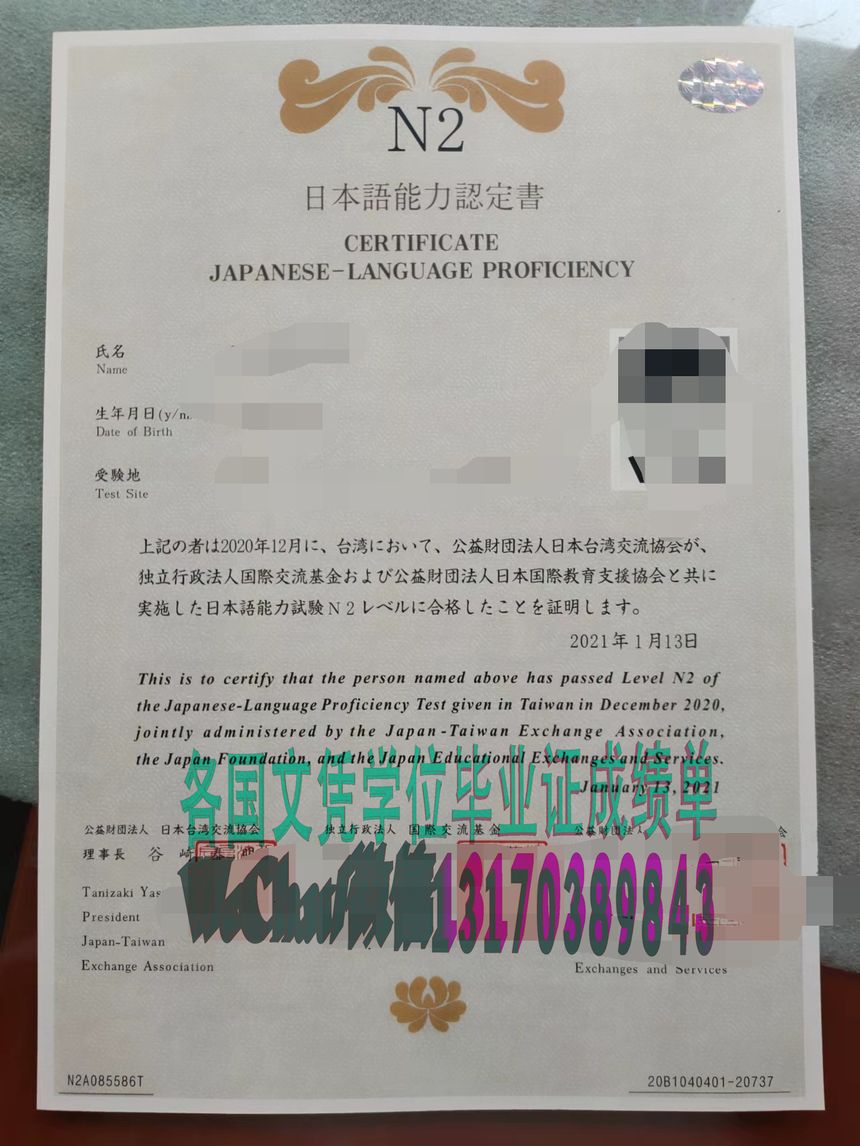 N2
日本語能力認定書
CERTIFICATE
JAPANESE-LANGUAGE PROFICIENCY
氏名
Name
生年月日(y/m
Date of Birth
受験地
Test Site
上記の者は2020年12月に、台湾において、公益財団法人日本台湾交流協会が、
独立行政法人国際交流基金および公益財団法人日本国際教育支援協会と共に
実施した日本語能力試験N2レベルに合格したことを証明します。
2021年1月13日
This is to certify that the person named above has passed Level N2 of
the Japanese-Language Proficiency Test given in Taiwan in December 2020,
jointly administered by the Japan-Taiwan Exchange Association,
the Japan Foundation, and the Japan Educational Exchanges and Services.
January 13, 2021
各国文凭学位毕业证成绩单
公益財団法人 日本台湾交流協会 独立行政法人 国際交流基金 公益財団法人 会
理事長 谷崎泰
WeChat/微信13170389843
Tanizaki Yas
President
Japan-Taiwan
Exchange Association
Exchanges and Services
N2A085586T
20B1040401-20737